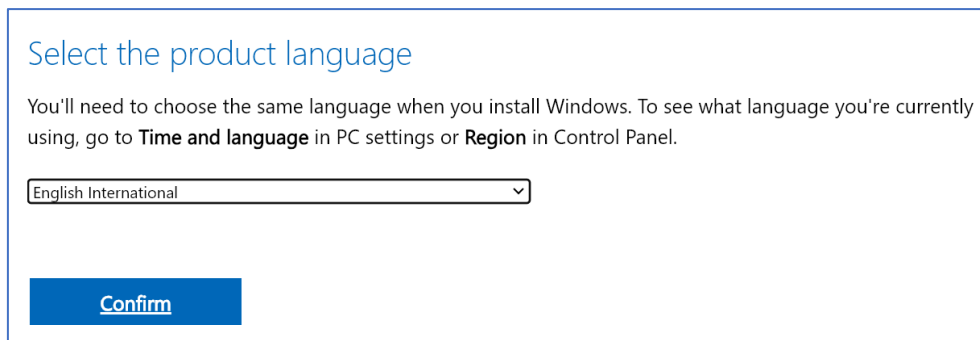 Select the product language
You'll need to choose the same language when you install Windows. To see what language you're currently
using, go to Time and language in PC settings or Region in Control Panel.
English International
Confirm